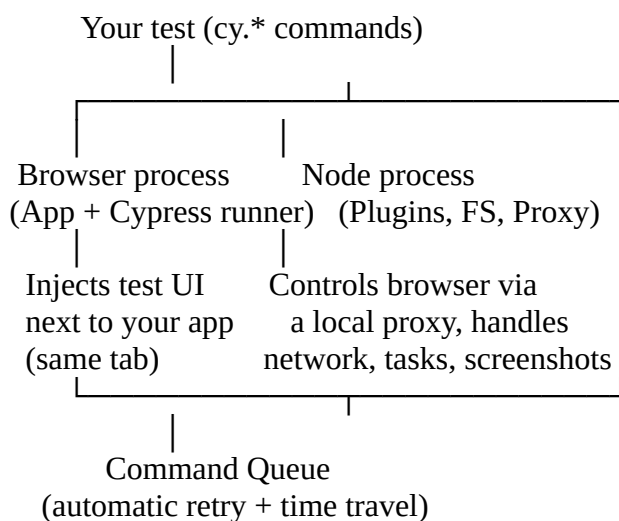 Your test (cy.* commands)
Browser process Node process
(App + Cypress runner) (Plugins, FS, Proxy)
Injects test UI Controls browser via
next to your app a local proxy, handles
(same tab) network, tasks, screenshots
Command Queue
(automatic retry + time travel)